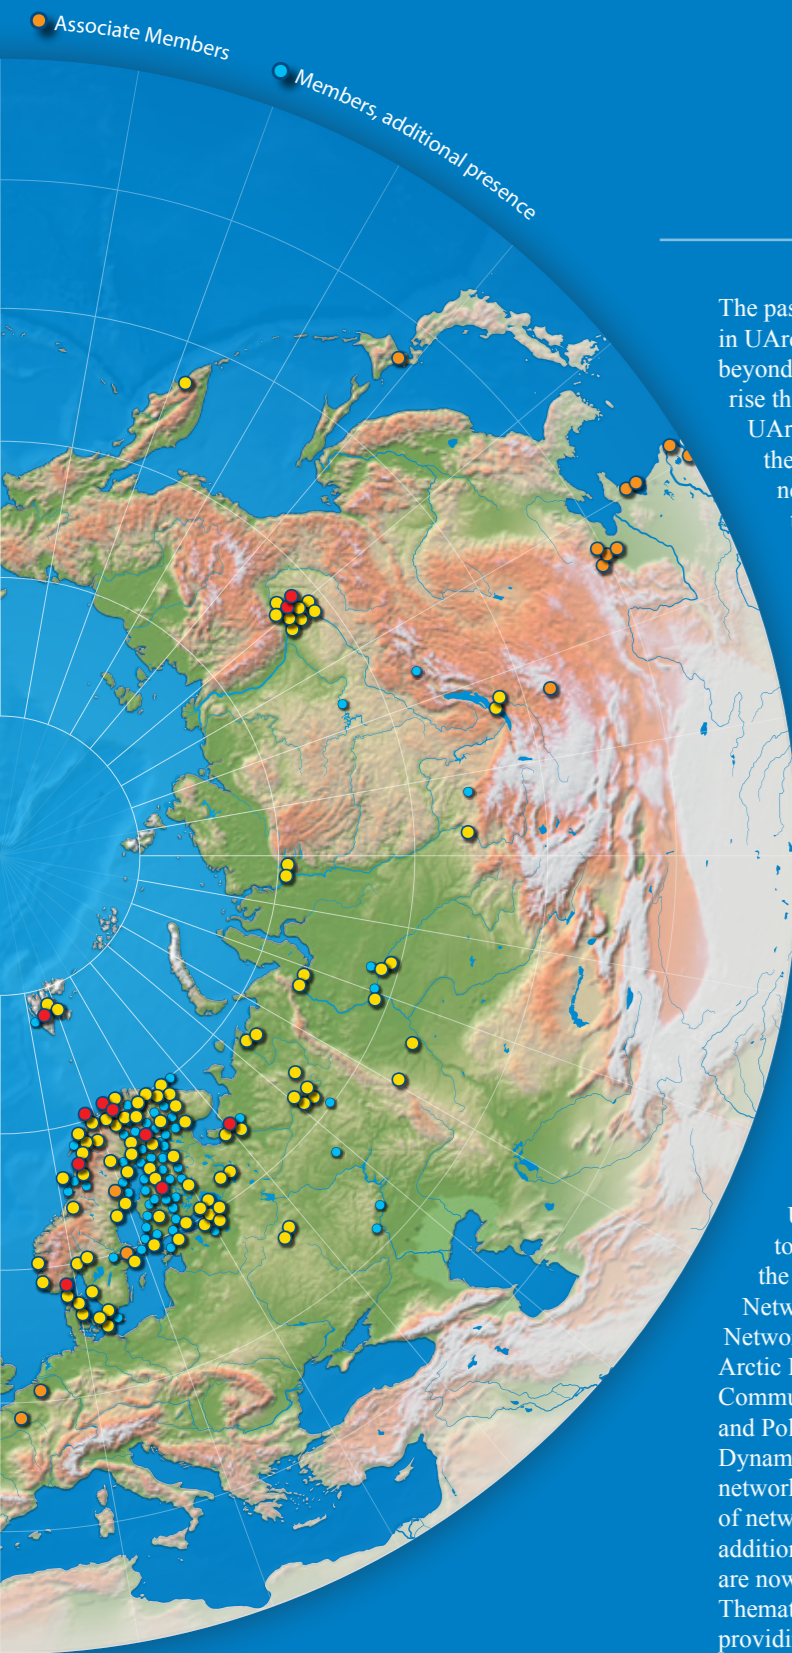 Associate Members
Members, additional presence
The pas
in UArc
beyond
rise th
UAr
the
to
the
Netw
Networ
Arctic
Commu
and Pol
Dynam
network
of netw
addition
are now
Themat
providi